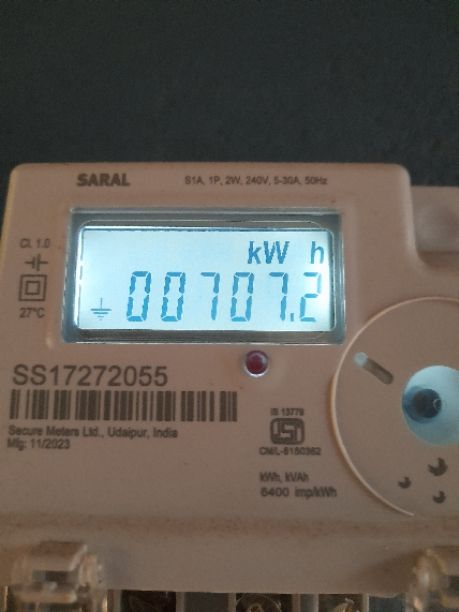 SARAL
S1A, 1P, 2W, 240V, 5-30A, 50Hz
Cl. 1.0
kW h
00707.2
27°C
SS17272055
Secure Meters Ltd., Udaipur, India
Mfg: 11/2023
IS 13779
ISI
CM/L-8150362
kWh, kVAh
6400 imp/kWh